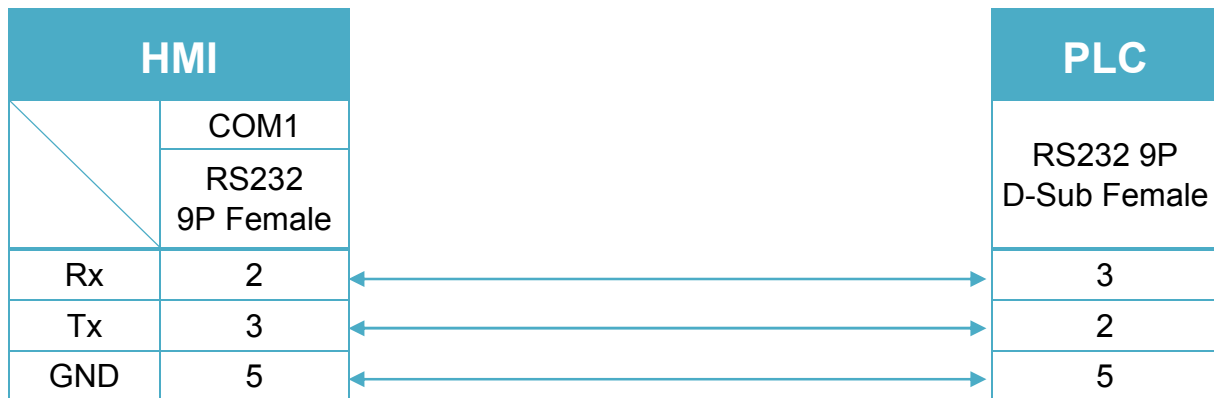 HMI
PLC
COM1
RS232
9P Female
RS232 9P
D-Sub Female
Rx 2 3
Tx 3 2
GND 5 5